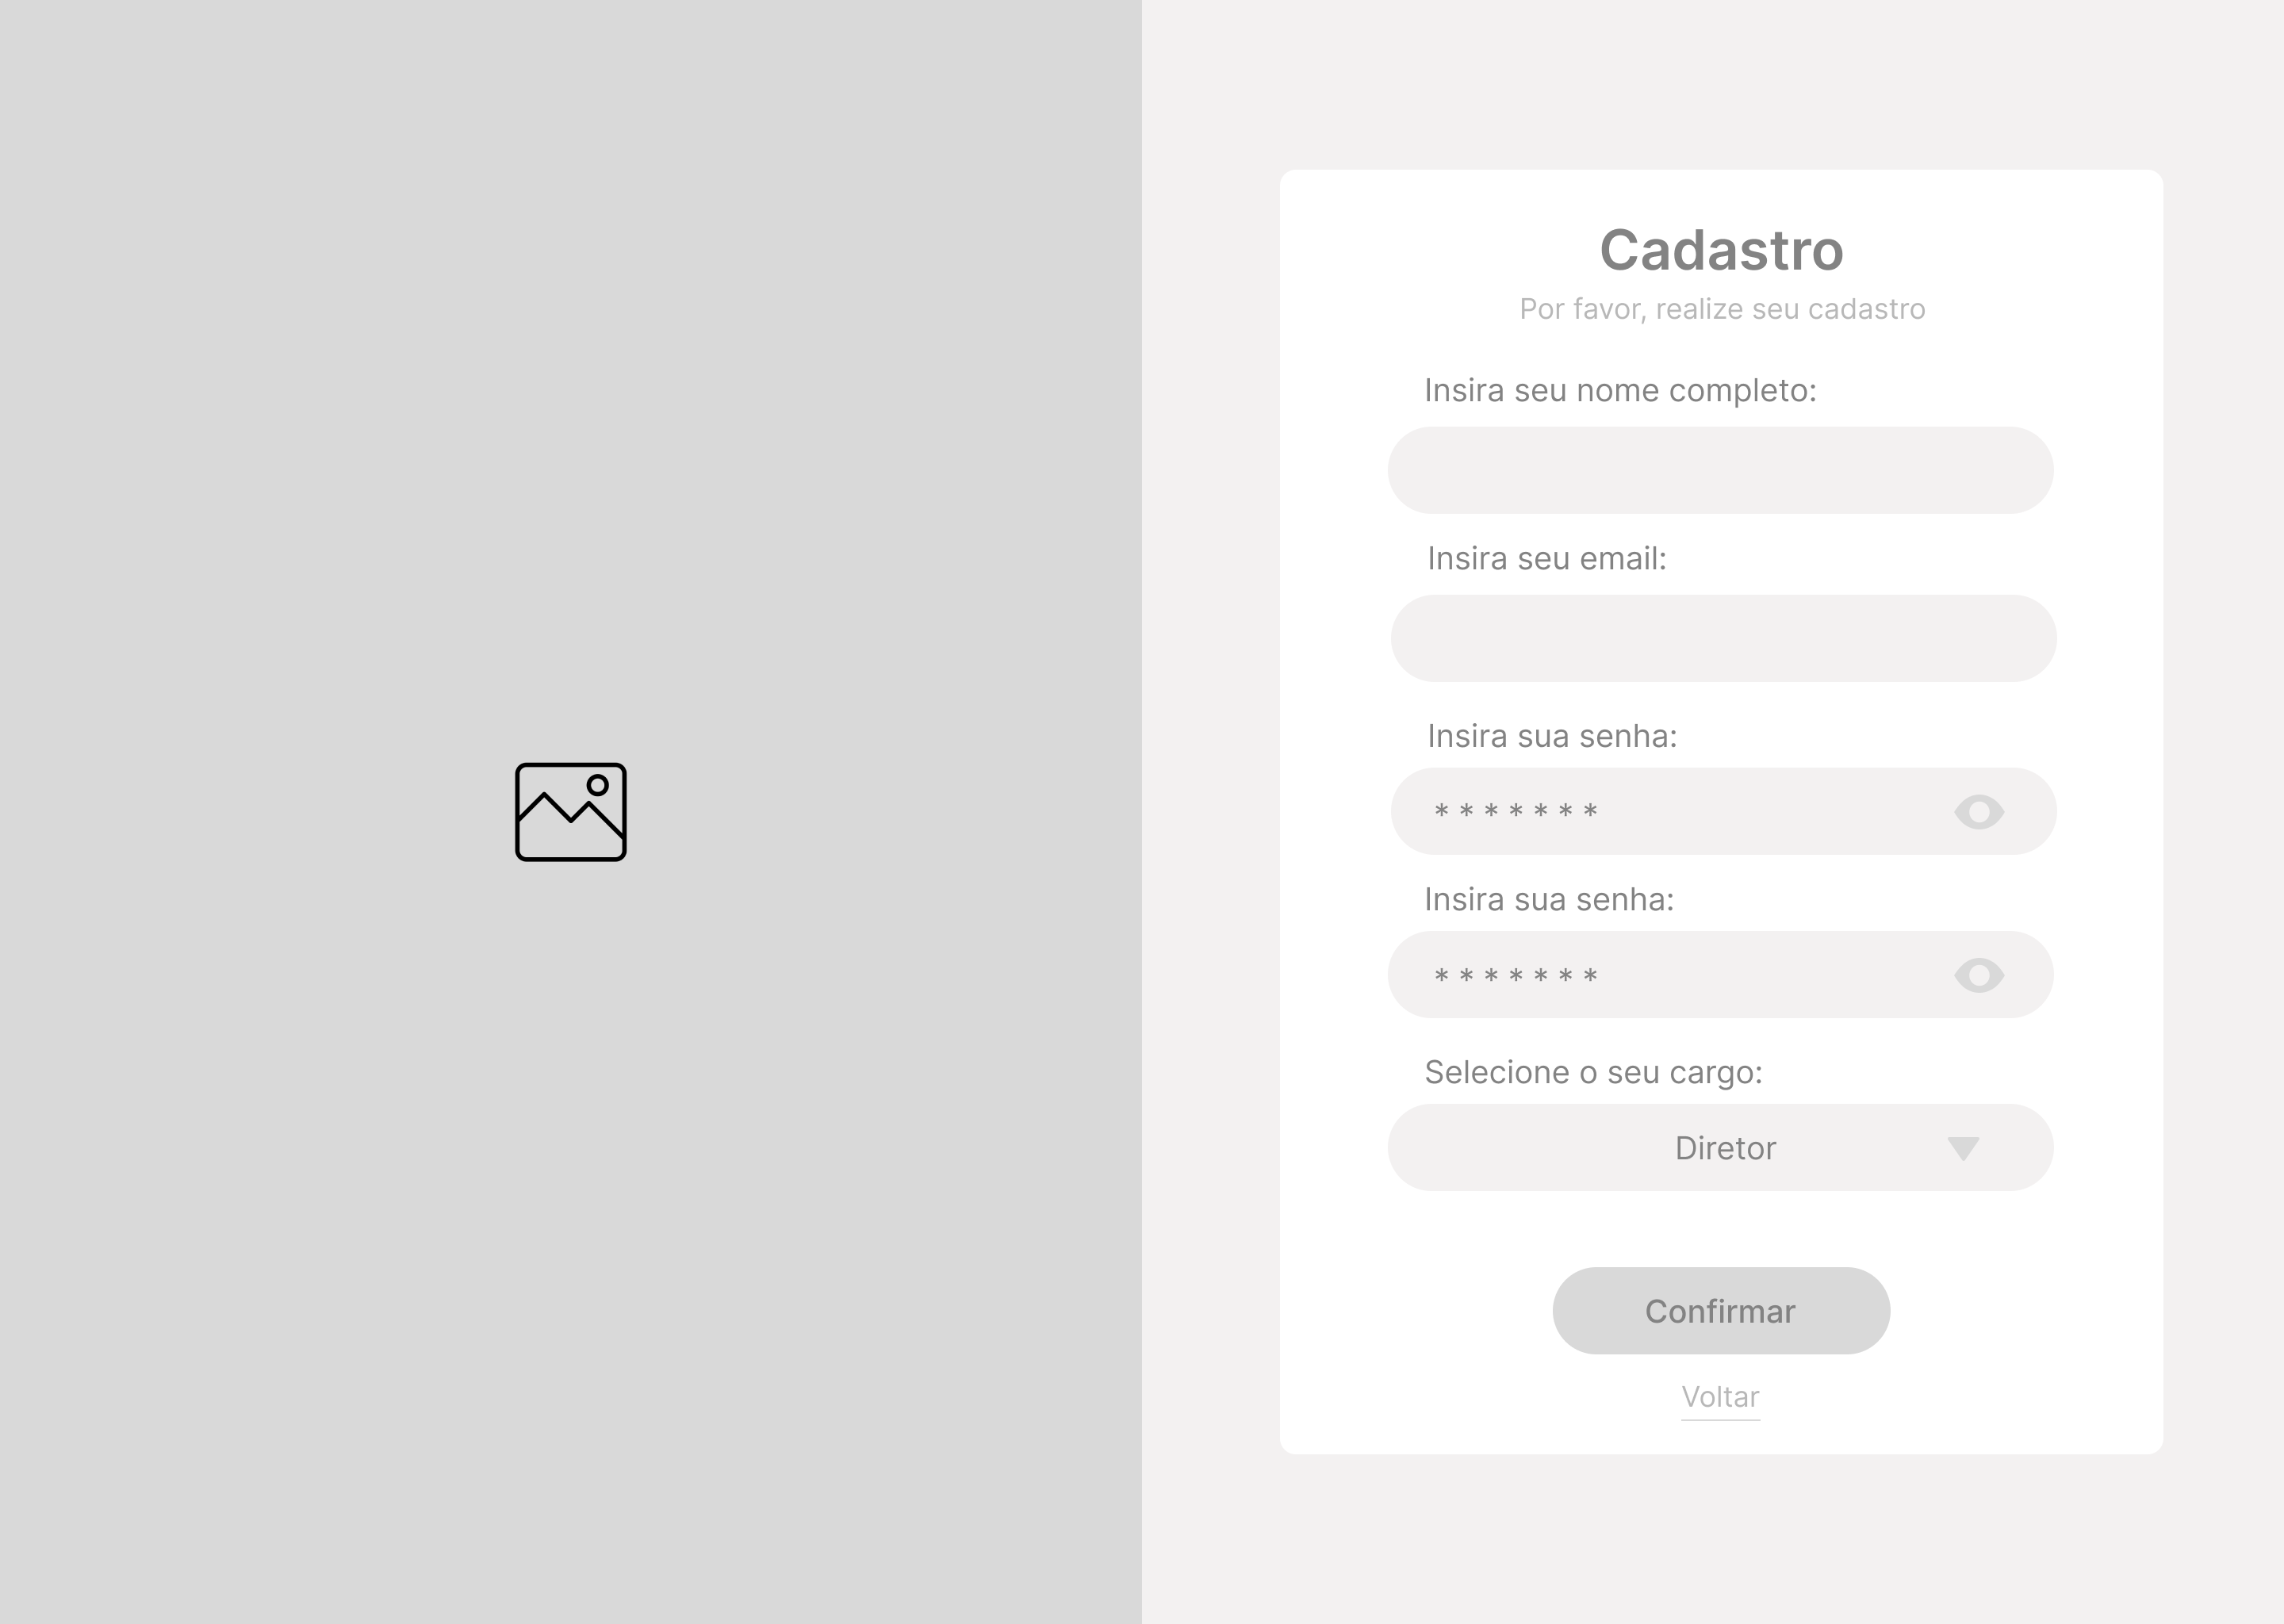 Cadastro
Por favor, realize seu cadastro
Insira seu nome completo:
Insira seu email:
Insira sua senha:
* * * * * * *
Insira sua senha:
* * * * * * *
Selecione o seu cargo:
Diretor
Confirmar
Voltar